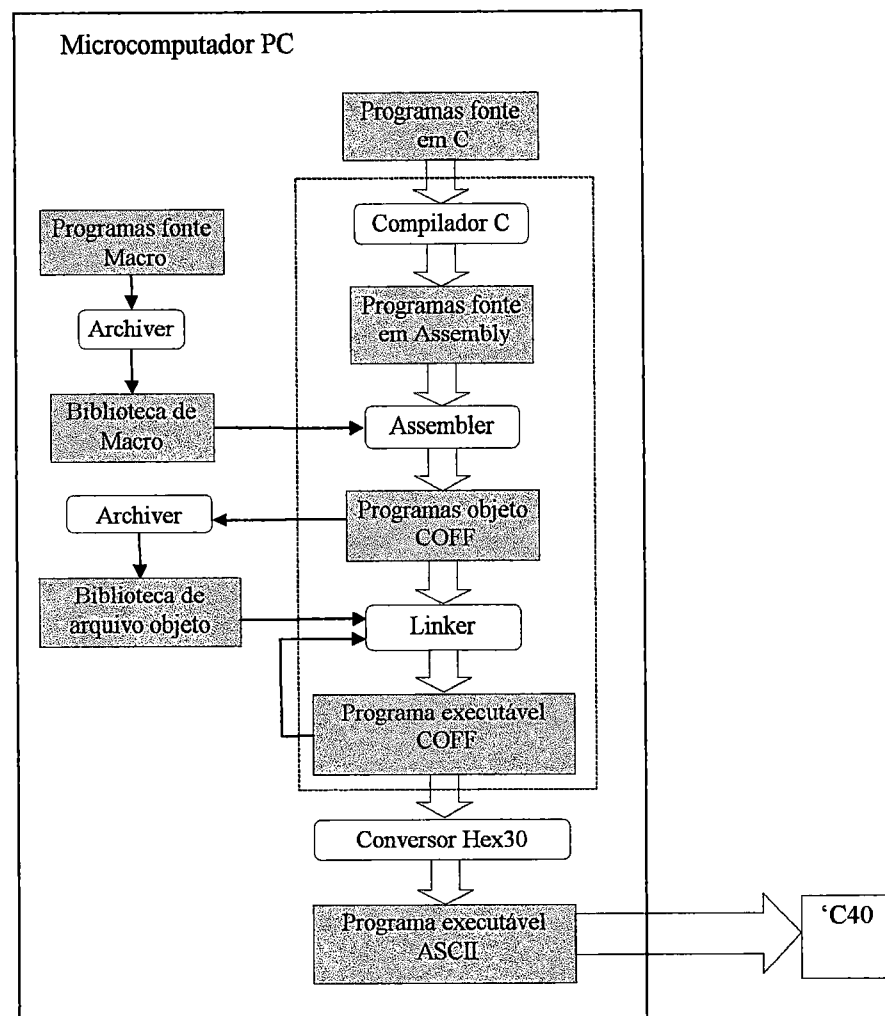 Microcomputador PC
Programas fonte
em C
Compilador C
Programas fonte
Macro
Archiver
Programas fonte
em Assembly
Biblioteca de
Macro
Assembler
Archiver
Programas objeto
COFF
Biblioteca de
arquivo objeto
Linker
Programa executável
COFF
Conversor Hex30
Programa executável
ASCII
‘C40